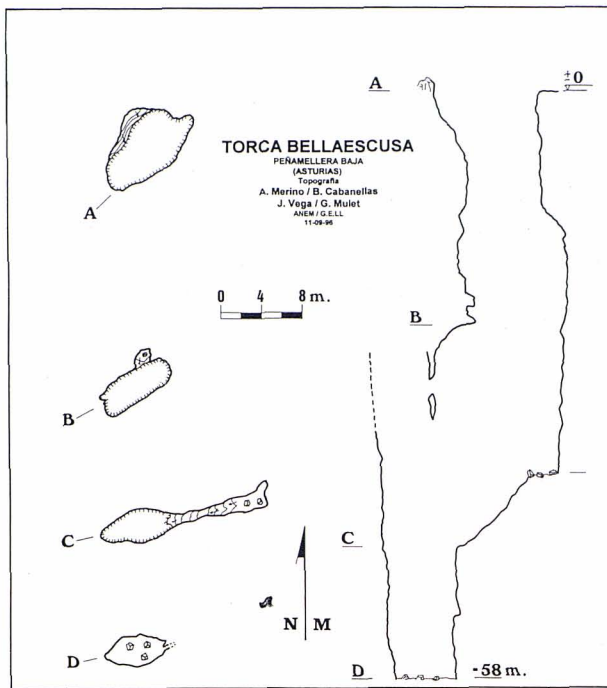 A
±0
TORCA BELLAESCUSA
PEÑAMELLERA BAJA
(ASTURIAS)
Topografía
A. Merino / B. Cabanellas
J. Vega / G. Mulet
ANEM / G.E.LL
11-09-96
A
0 4 8 m.
B
B
C
C
N M
D
D
-58 m.